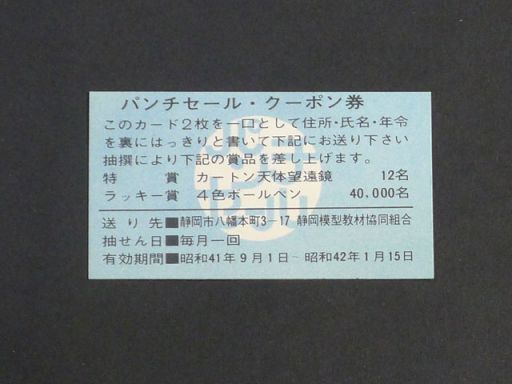 パンチセール・クーポン券
このカード2枚を一口として住所・氏名・年令
を裏にはっきりと書いて下記にお送り下さい
抽撰により下記の賞品を差し上げます。
特 賞 カートン天体望遠鏡 12名
ラッキー賞 4色ボールペン 40,000名
送り先■静岡市八幡本町3−17 静岡模型教材協同組合
抽せん日■毎月一回
有効期間■昭和41年9月1日~昭和42年1月15日